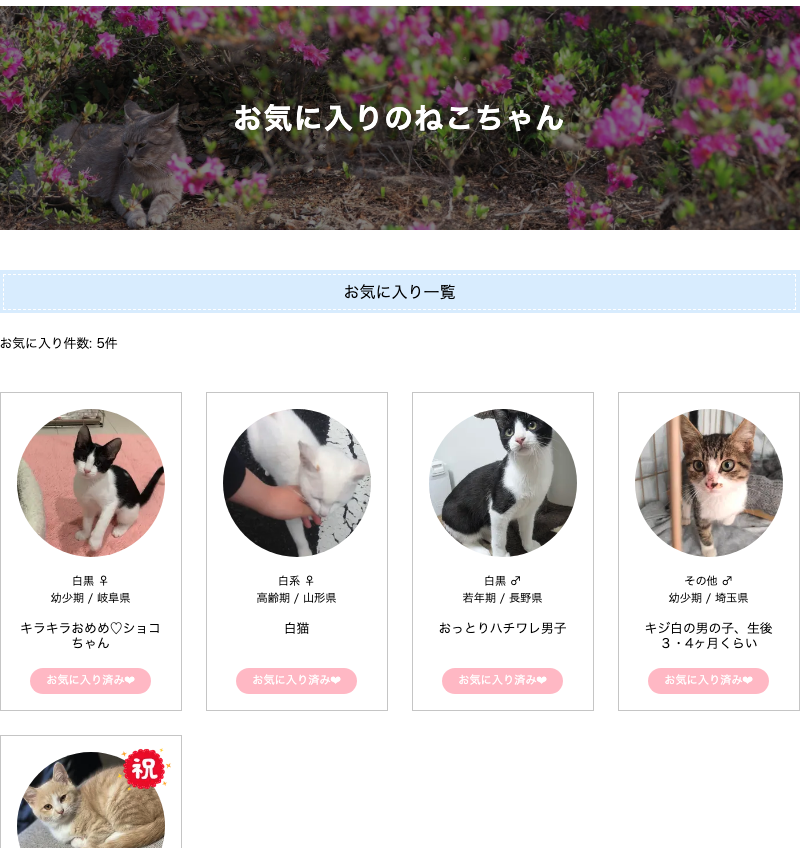 お気に入りのねこちゃん
お気に入り一覧
お気に入り件数: 5件
白黒 ♀
幼少期 / 岐阜県
キラキラおめめ♡ショコ
ちゃん
お気に入り済み❤
白系 ♀
高齢期 / 山形県
白猫
お気に入り済み❤
白黒 ♂
若年期 / 長野県
おっとりハチワレ男子
お気に入り済み❤
その他 ♂
幼少期 / 埼玉県
キジ白の男の子、生後
３・4ヶ月くらい
お気に入り済み❤
祝